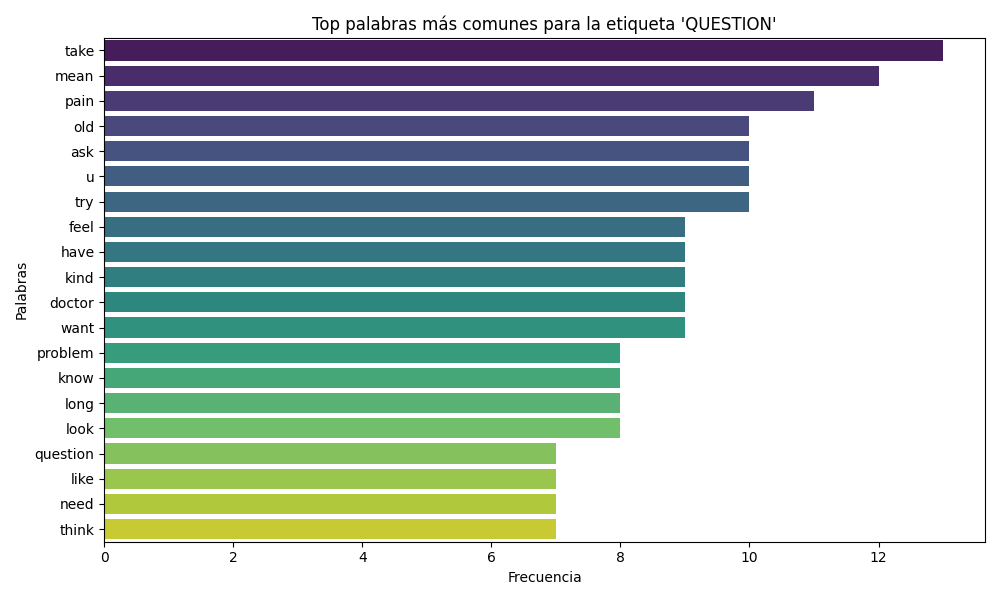 Top palabras más comunes para la etiqueta 'QUESTION'
take
mean
pain
old
ask
u
try
feel
have
kind
doctor
want
problem
know
long
look
question
like
need
think
Palabras
0 2 4 6 8 10 12
Frecuencia